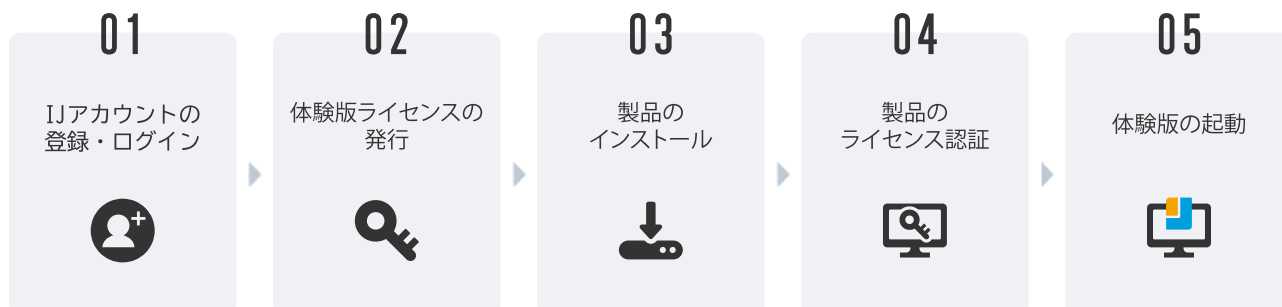 01
IJアカウントの
登録・ログイン
02
体験版ライセンスの
発行
03
製品の
インストール
04
製品の
ライセンス認証
05
体験版の起動